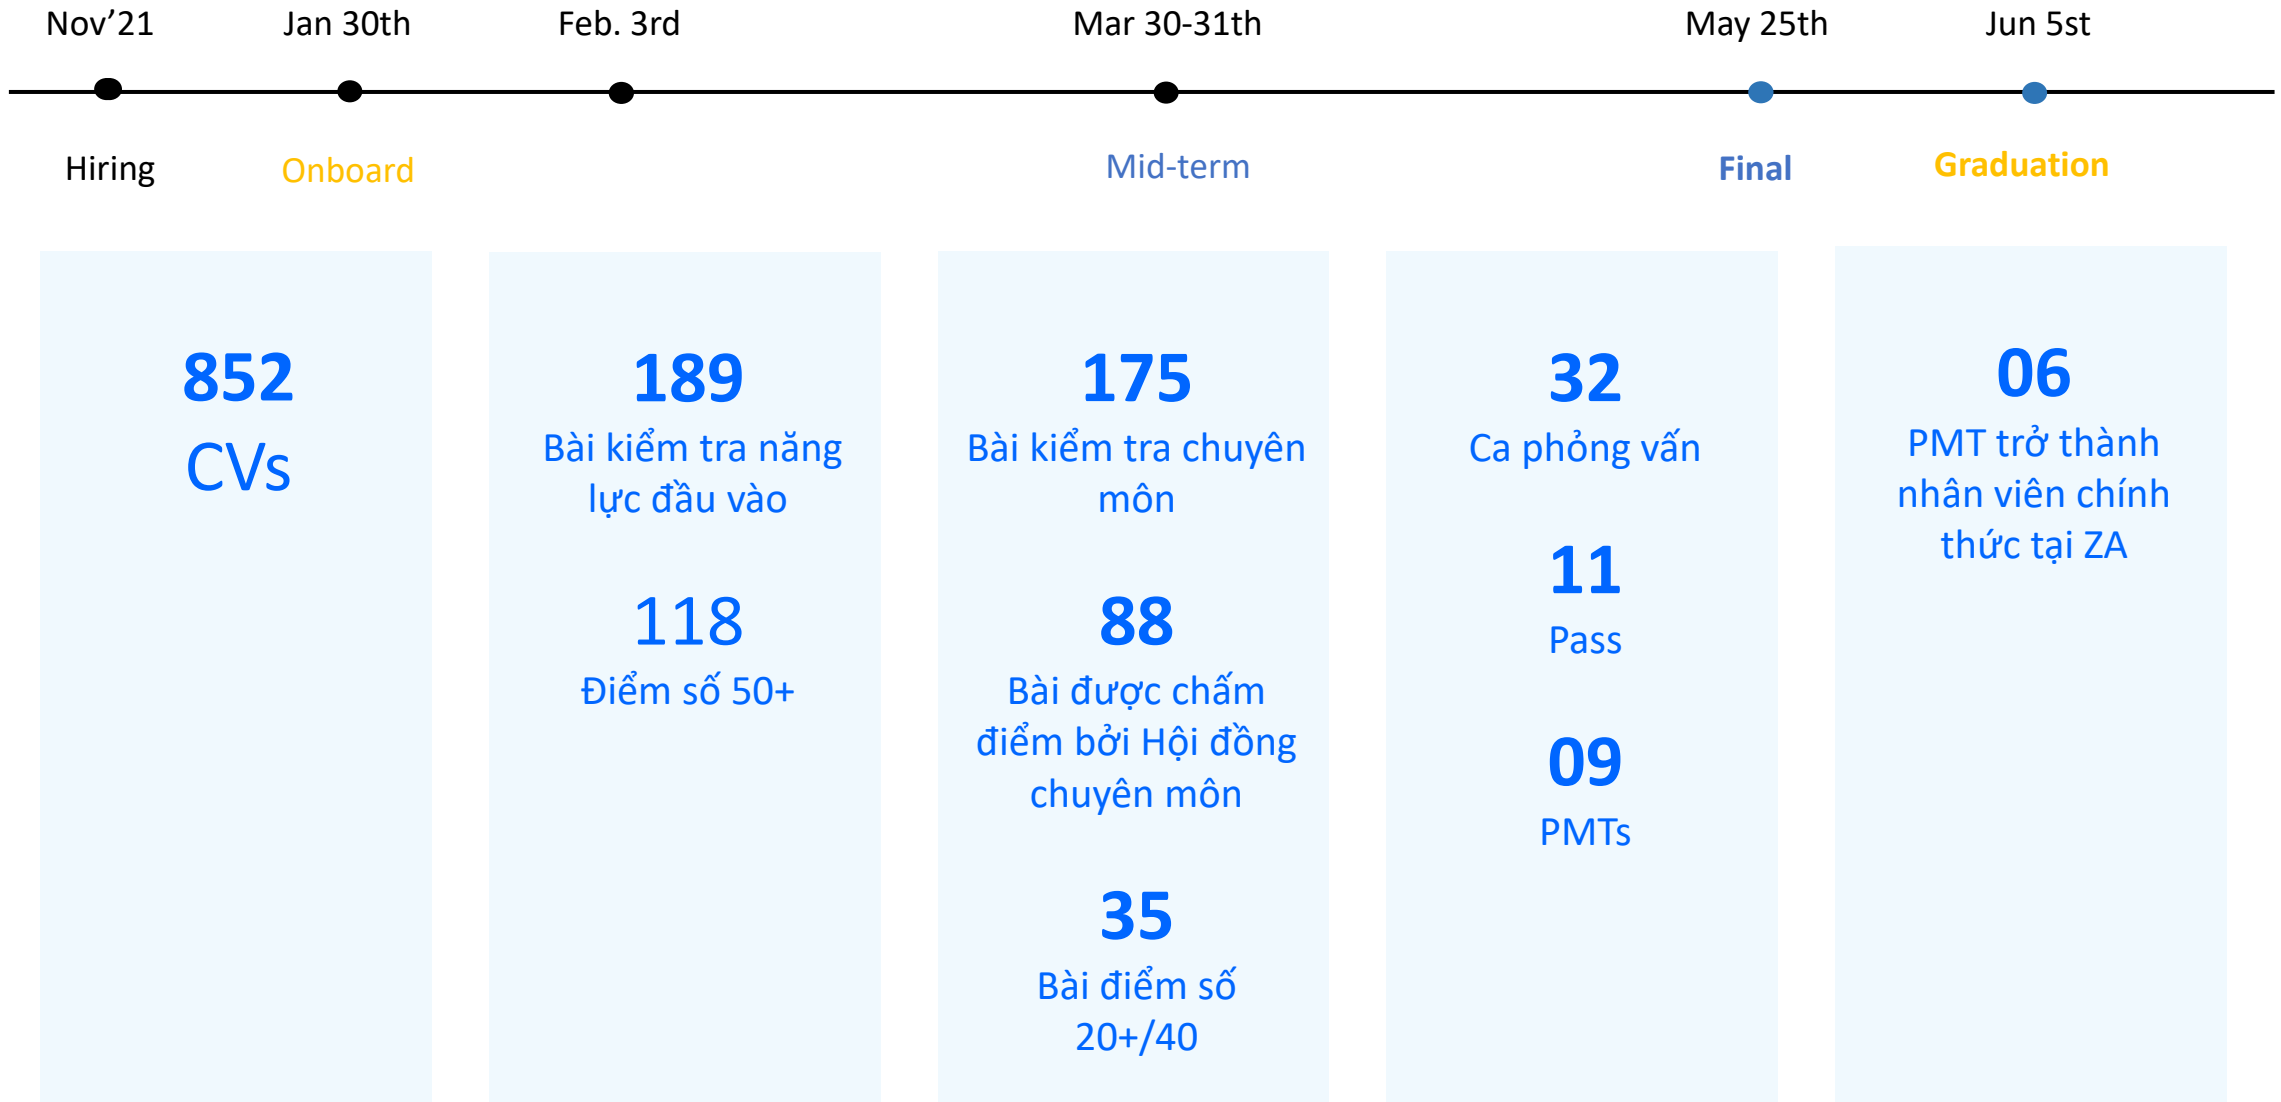 Nov’21
Jan 30th
Feb. 3rd
Mar 30-31th
May 25th
Jun 5st
Hiring
Onboard
Mid-term
Final
Graduation
852
CVs
189
Bài kiểm tra năng
lực đầu vào
118
Điểm số 50+
175
Bài kiểm tra chuyên
môn
88
Bài được chấm
điểm bởi Hội đồng
chuyên môn
35
Bài điểm số
20+/40
32
Ca phỏng vấn
11
Pass
09
PMTs
06
PMT trở thành
nhân viên chính
thức tại ZA